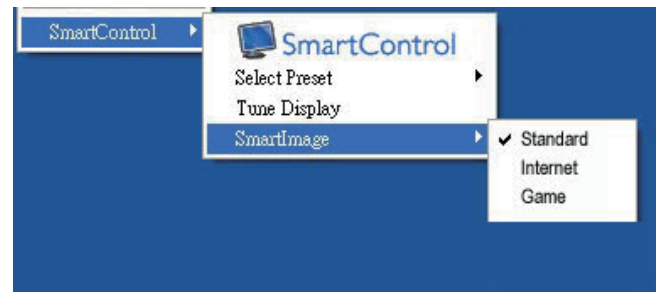 SmartControl
SmartControl
Select Preset
Tune Display
SmartImage
Standard
Internet
Game